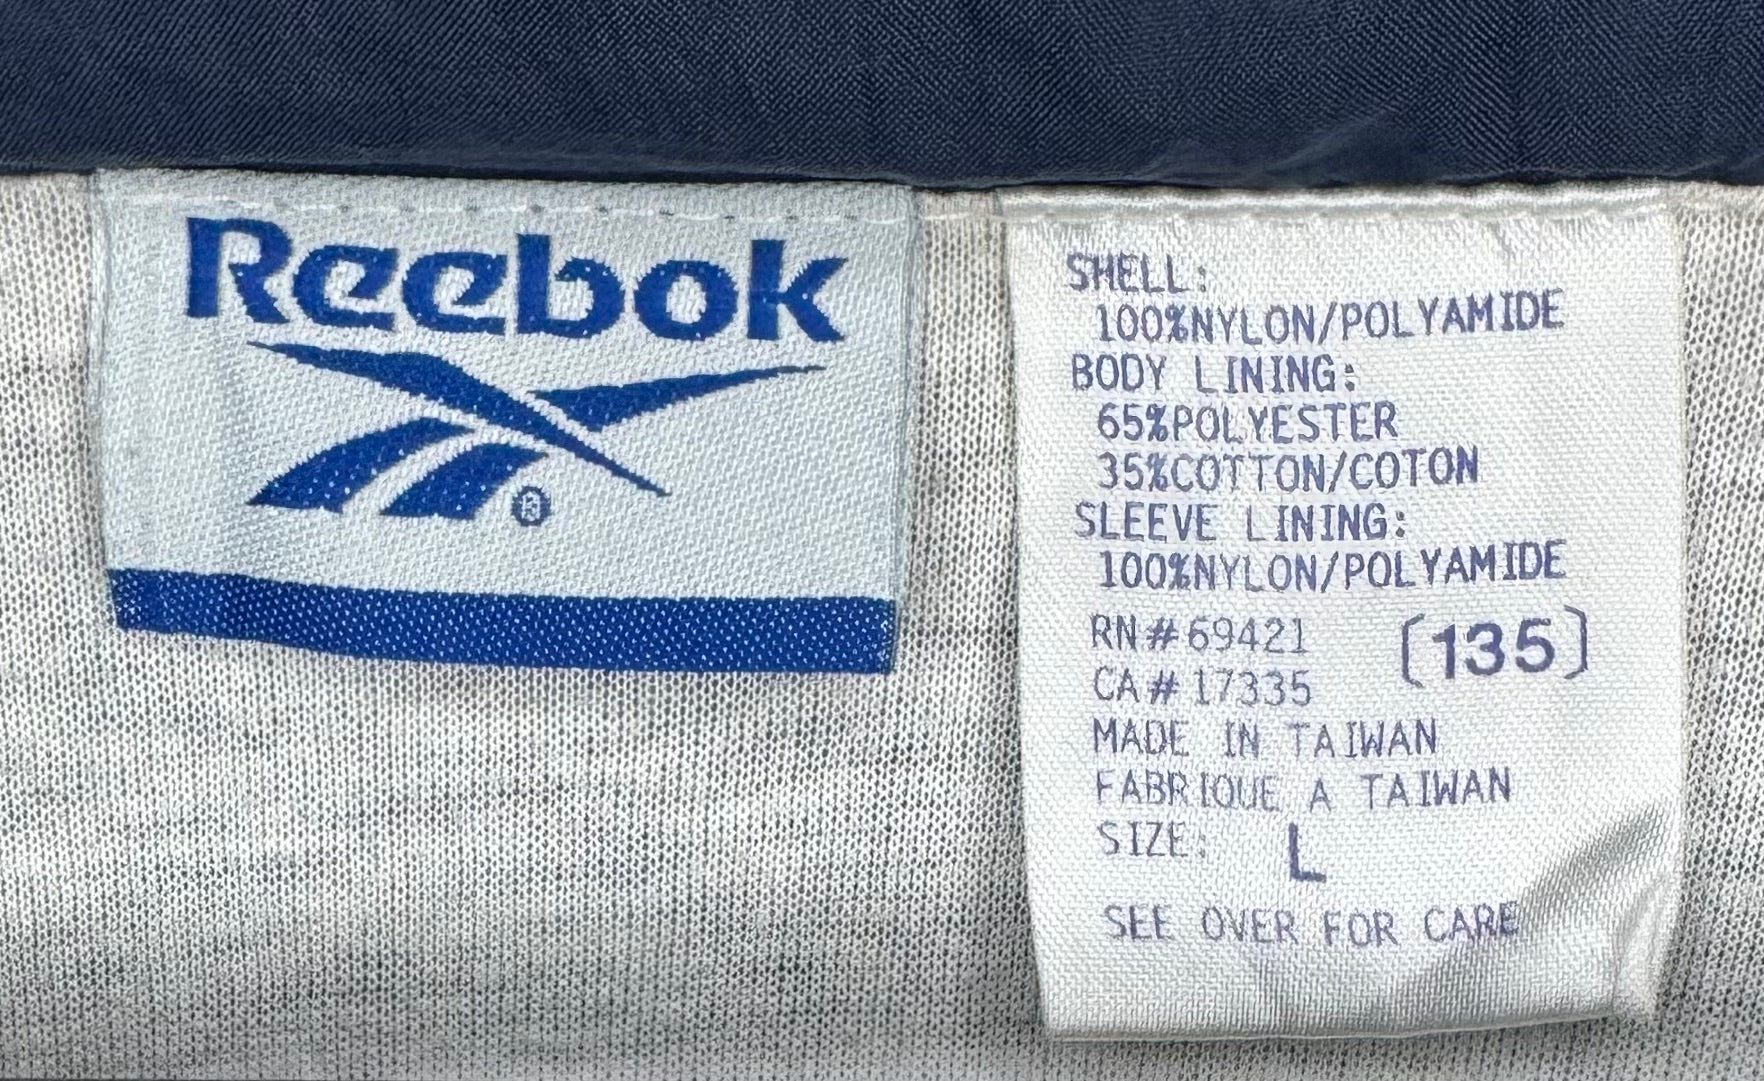 Reebok
®
SHELL:
100%NYLON/POLYAMIDE
BODY LINING:
65%POLYESTER
35%COTTON/COTON
SLEEVE LINING:
100%NYLON/POLYAMIDE
RN#69421 [135]
CA#17335
MADE IN TAIWAN
FABRIQUE A TAIWAN
SIZE: L
SEE OVER FOR CARE